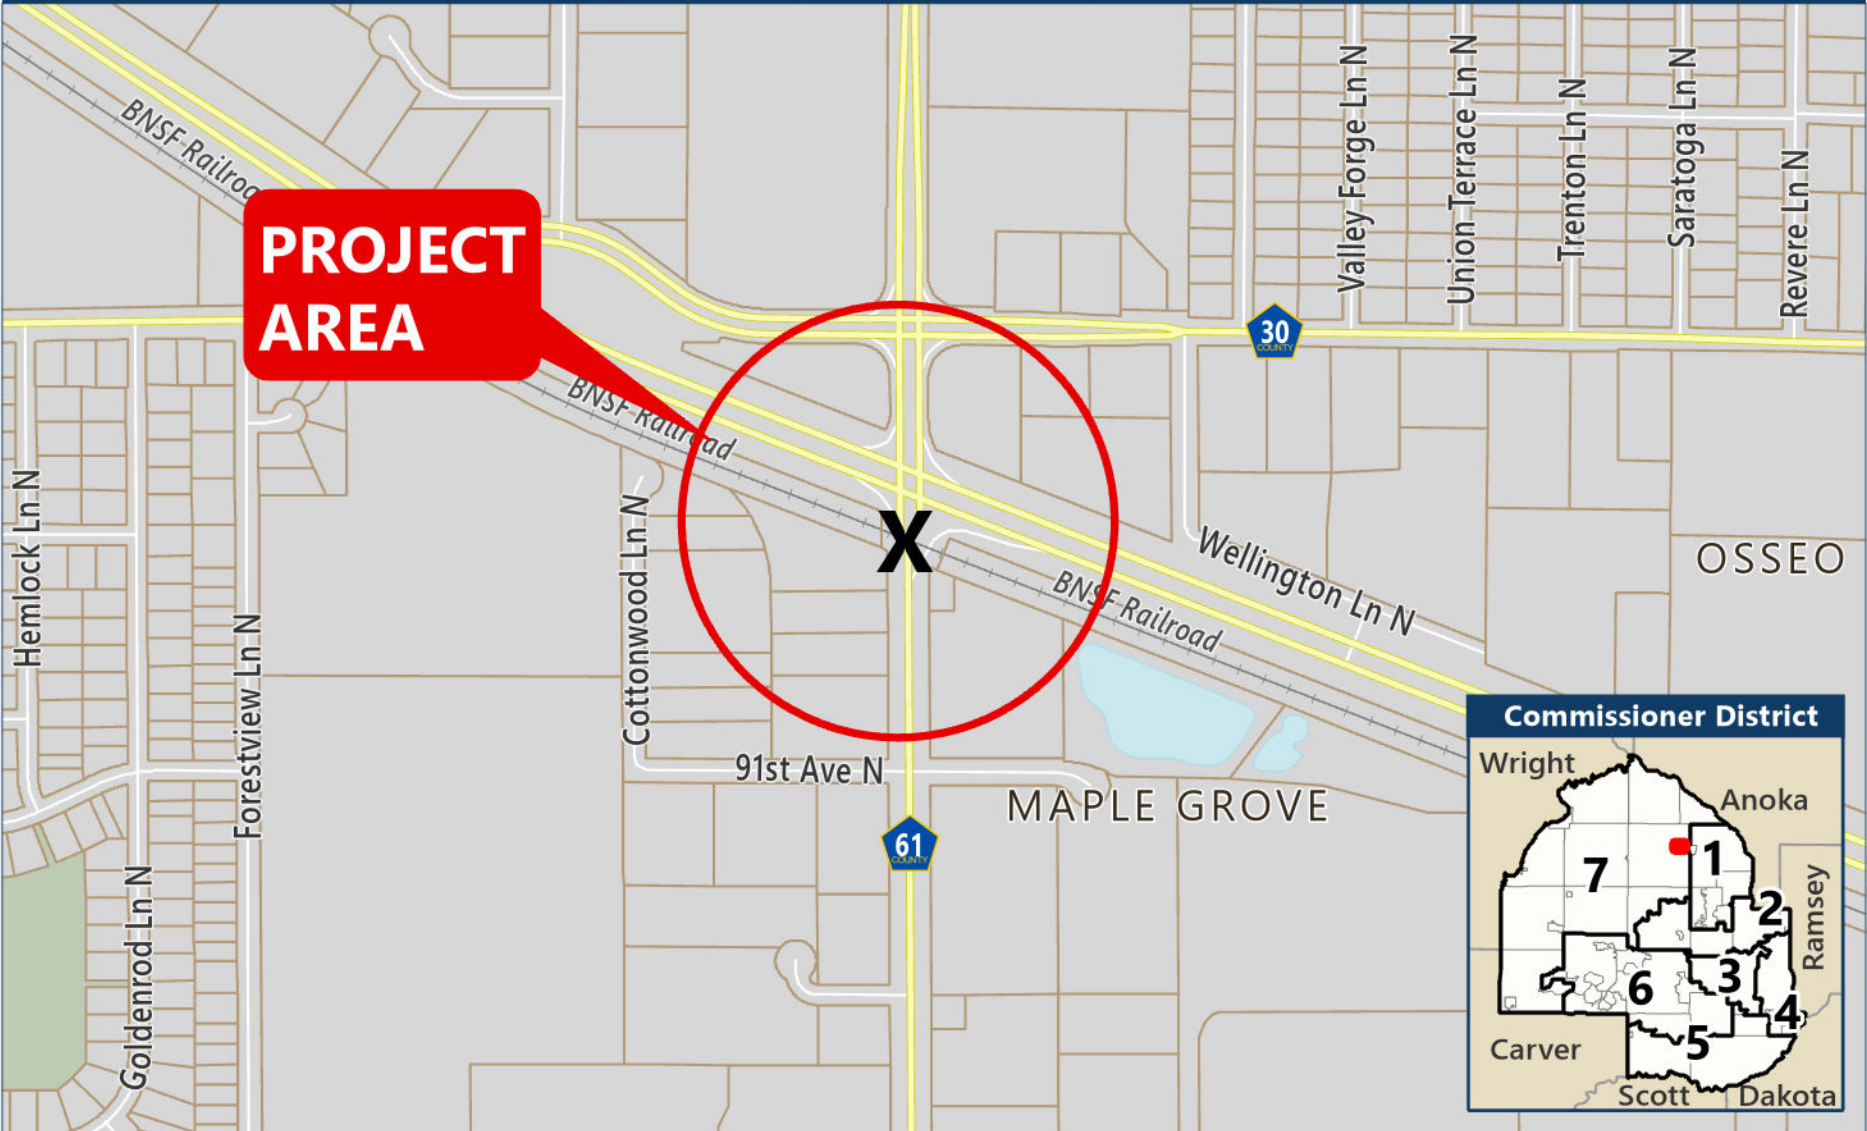 BNSF Railroa
PROJECT
AREA
Valley Forge Ln N
Union Terrace Ln N
Trenton Ln N
Saratoga Ln N
Revere Ln N
30
COUNTY
BNSF Railroad
Hemlock Ln N
Cottonwood Ln N
X
Wellington Ln N
OSSEO
BNSF Railroad
Forestview Ln N
91st Ave N
MAPLE GROVE
61
COUNTY
Goldenrod Ln N
Commissioner District
Wright
Anoka
1
7
2
Ramsey
3
6
4
5
Carver
Scott
Dakota